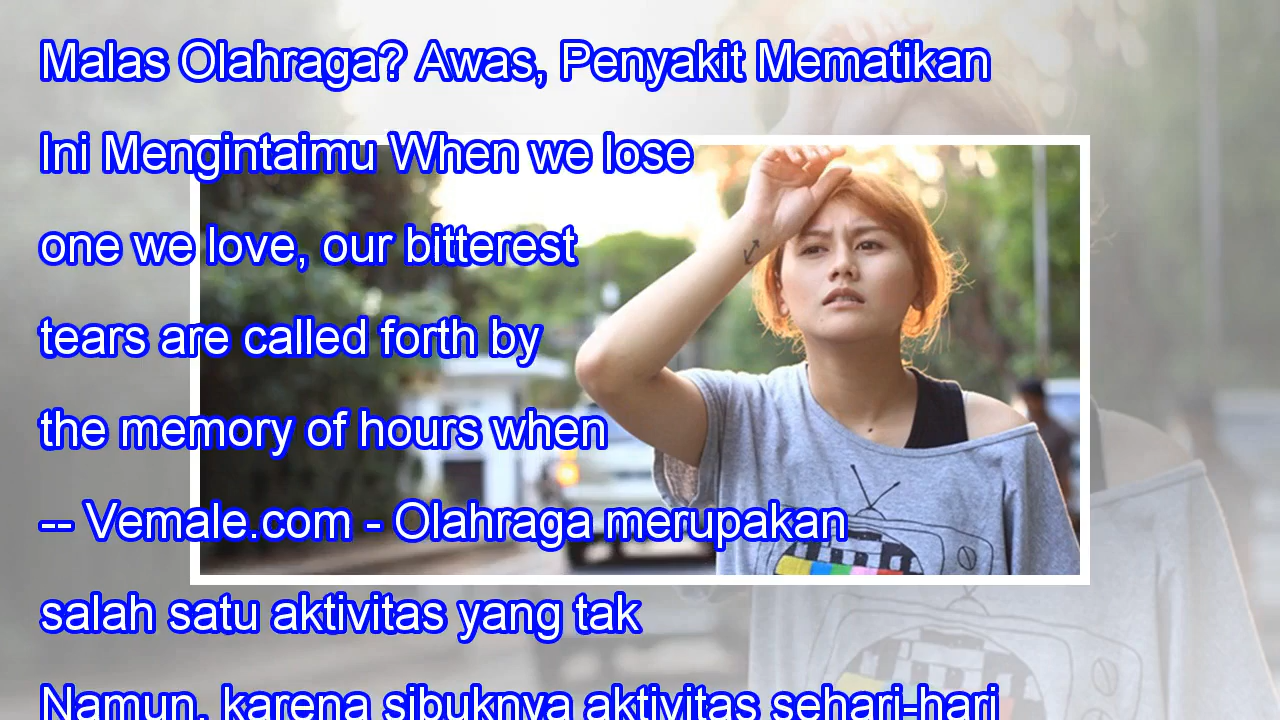 Malas Olahraga? Awas, Penyakit Mematikan
Ini Mengintaimu When we lose
one we love, our bitterest
tears are called forth by
the memory of hours when
-- Vemale.com - Olahraga merupakan
salah satu aktivitas yang tak
Namun, karena sibuknya aktivitas sehari-hari